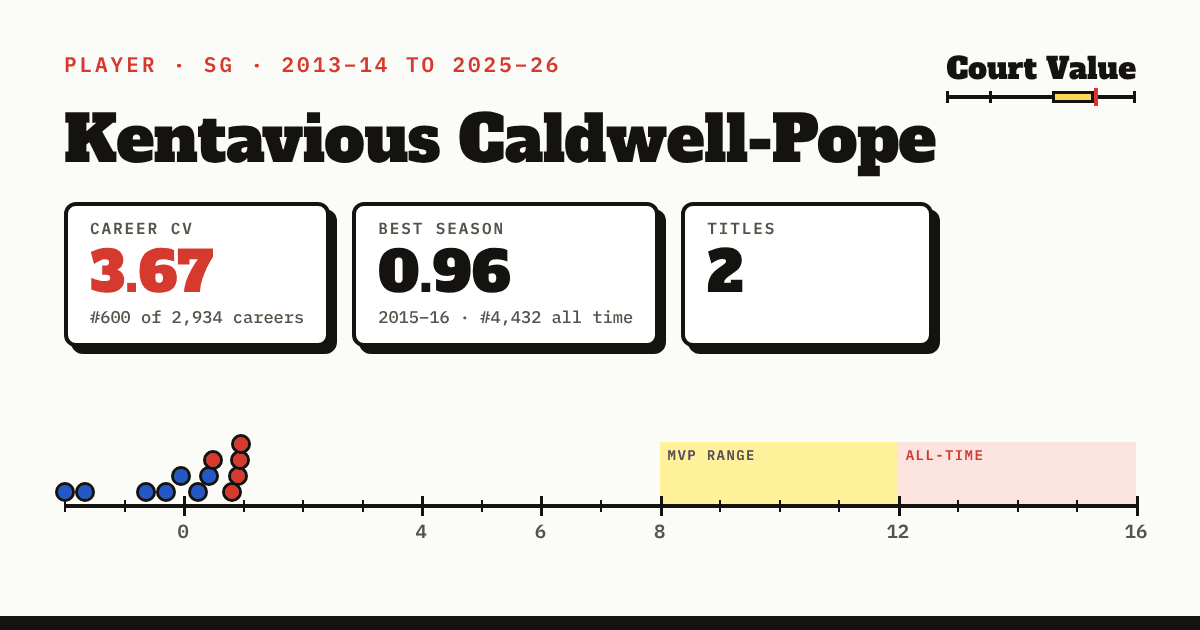 PLAYER · SG · 2013–14 TO 2025–26
Court Value
Kentavious Caldwell-Pope
CAREER CV
3.67
#600 of 2,934 careers
BEST SEASON
0.96
2015–16 · #4,432 all time
TITLES
2
MVP RANGE
ALL-TIME
0
4
6
8
12
16